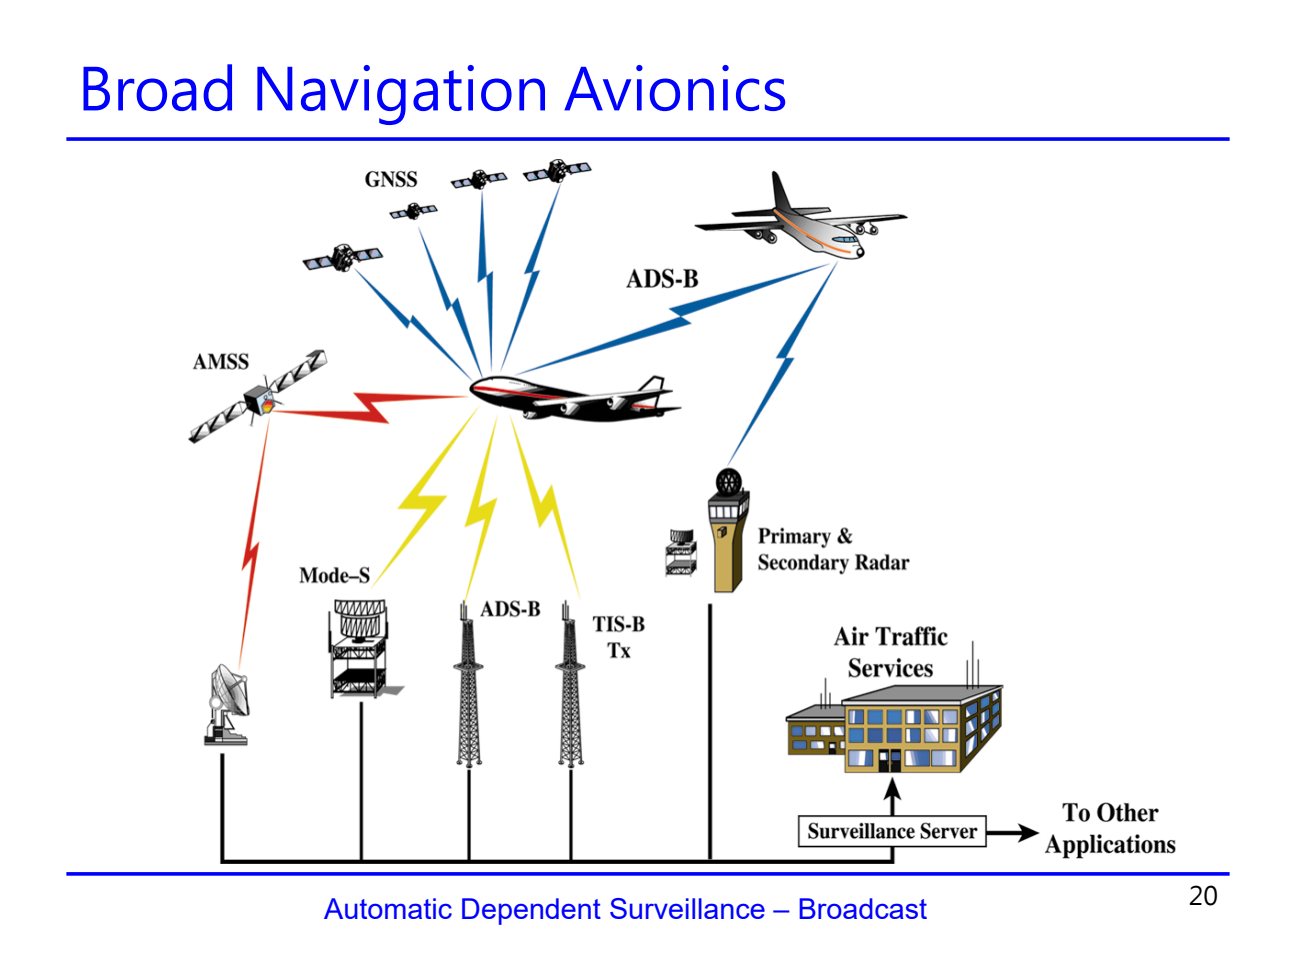 Broad Navigation Avionics
GNSS
ADS-B
AMSS
Primary &
Secondary Radar
Mode–S
ADS-B
TIS-B
Tx
Air Traffic
Services
Surveillance Server
To Other
Applications
Automatic Dependent Surveillance – Broadcast
20